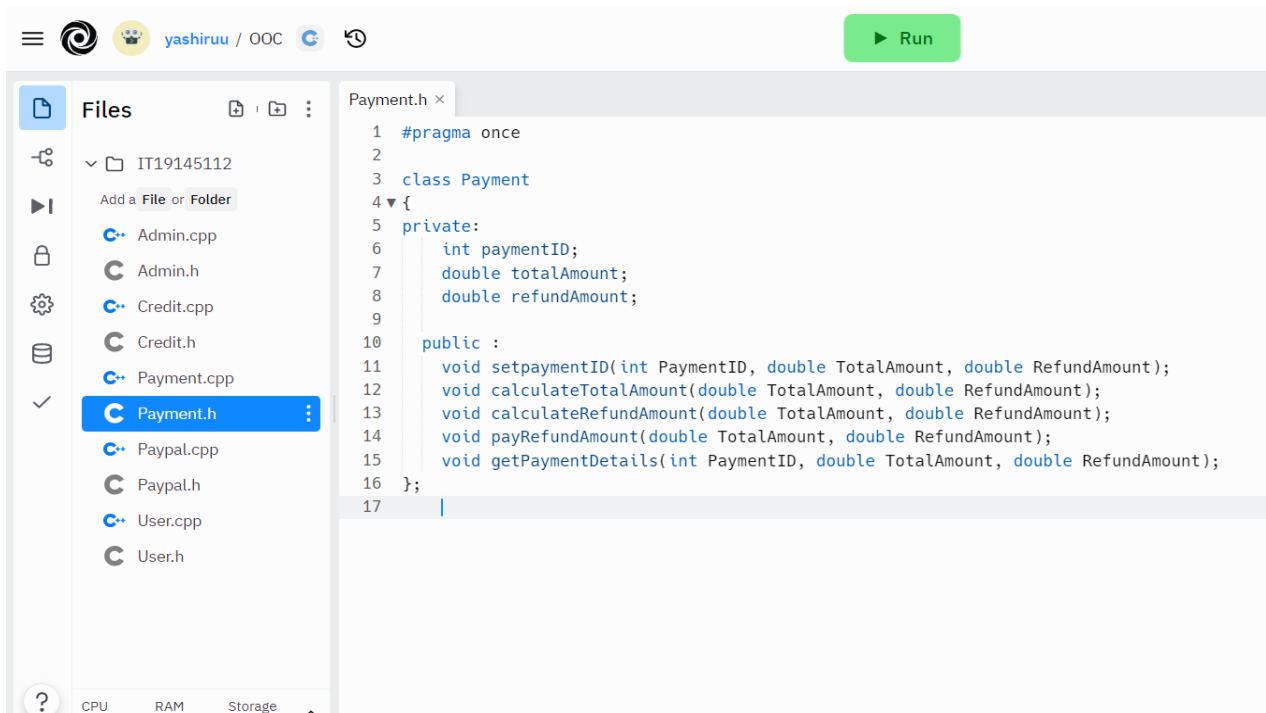 yashiruu / OOC
Run
Files
Payment.h ×
IT19145112
Add a File or Folder
Admin.cpp
Admin.h
Credit.cpp
Credit.h
Payment.cpp
Payment.h
Paypal.cpp
Paypal.h
User.cpp
User.h
CPU RAM Storage
1 #pragma once
2
3 class Payment
4 {
5 private:
6 int paymentID;
7 double totalAmount;
8 double refundAmount;
9
10 public :
11 void setpaymentID(int PaymentID, double TotalAmount, double RefundAmount);
12 void calculateTotalAmount(double TotalAmount, double RefundAmount);
13 void calculateRefundAmount(double TotalAmount, double RefundAmount);
14 void payRefundAmount(double TotalAmount, double RefundAmount);
15 void getPaymentDetails(int PaymentID, double TotalAmount, double RefundAmount);
16 };
17